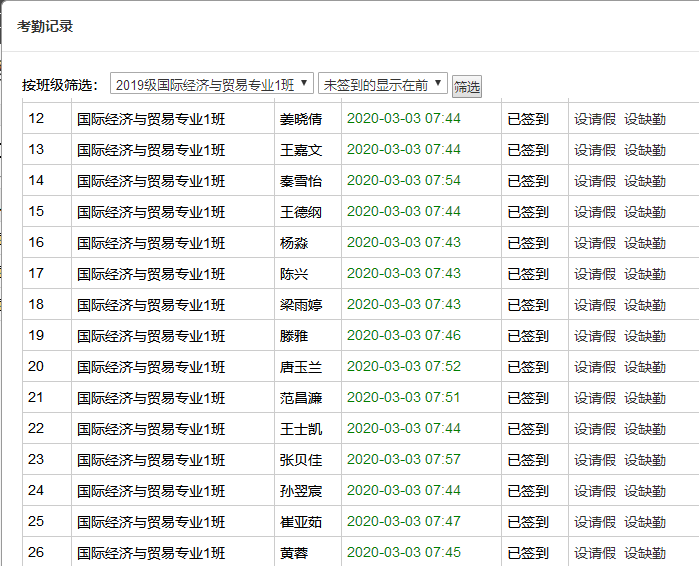 考勤记录
按班级筛选： 2019级国际经济与贸易专业1班 未签到的显示在前 筛选
12 国际经济与贸易专业1班 姜晓倩 2020-03-03 07:44 已签到 设请假 设缺勤
13 国际经济与贸易专业1班 王嘉文 2020-03-03 07:44 已签到 设请假 设缺勤
14 国际经济与贸易专业1班 秦雪怡 2020-03-03 07:54 已签到 设请假 设缺勤
15 国际经济与贸易专业1班 王德纲 2020-03-03 07:44 已签到 设请假 设缺勤
16 国际经济与贸易专业1班 杨淼 2020-03-03 07:43 已签到 设请假 设缺勤
17 国际经济与贸易专业1班 陈兴 2020-03-03 07:43 已签到 设请假 设缺勤
18 国际经济与贸易专业1班 梁雨婷 2020-03-03 07:43 已签到 设请假 设缺勤
19 国际经济与贸易专业1班 滕雅 2020-03-03 07:46 已签到 设请假 设缺勤
20 国际经济与贸易专业1班 唐玉兰 2020-03-03 07:52 已签到 设请假 设缺勤
21 国际经济与贸易专业1班 范昌濂 2020-03-03 07:51 已签到 设请假 设缺勤
22 国际经济与贸易专业1班 王士凯 2020-03-03 07:44 已签到 设请假 设缺勤
23 国际经济与贸易专业1班 张贝佳 2020-03-03 07:57 已签到 设请假 设缺勤
24 国际经济与贸易专业1班 孙翌宸 2020-03-03 07:44 已签到 设请假 设缺勤
25 国际经济与贸易专业1班 崔亚茹 2020-03-03 07:47 已签到 设请假 设缺勤
26 国际经济与贸易专业1班 黄蓉 2020-03-03 07:45 已签到 设请假 设缺勤